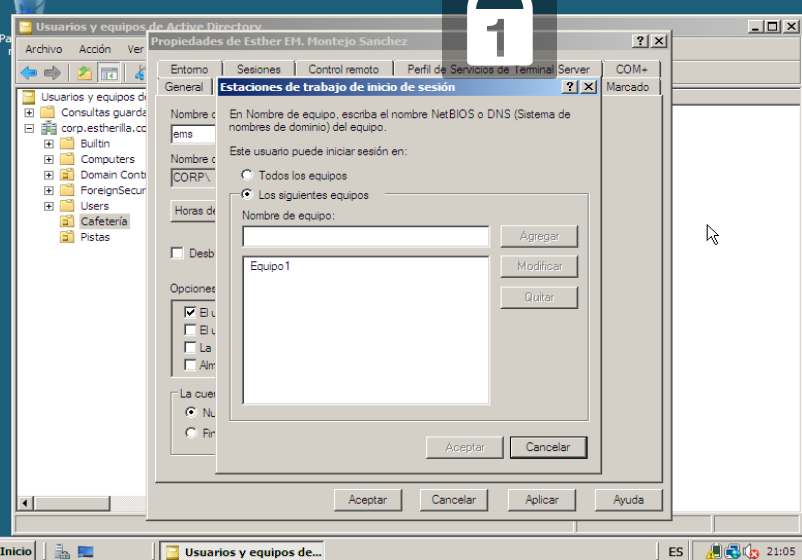 Usuarios y equipos de Active Directory
Archivo Acción Ver
Propiedades de Esther EM. Montejo Sanchez
1
Entorno Sesiones Control remoto Perfil de Servicios de Terminal Server COM+
General Marcado
Estaciones de trabajo de inicio de sesión
Usuarios y equipos de
Consultas guarda
corp.estherilla.cc
Builtin
Computers
Domain Cont
ForeignSecur
Users
Cafetería
Pistas
Nombre
ems
Nombre
CORP\
Horas de
Desb
Opciones
El u
El u
La
Alm
La cuen
Nu
Fin
En Nombre de equipo, escriba el nombre NetBIOS o DNS (Sistema de
nombres de dominio) del equipo.
Este usuario puede iniciar sesión en:
Todos los equipos
Los siguientes equipos
Nombre de equipo:
Agregar
Equipo1
Modificar
Quitar
Aceptar Cancelar
Aceptar Cancelar Aplicar Ayuda
Inicio Usuarios y equipos de... ES 21:05